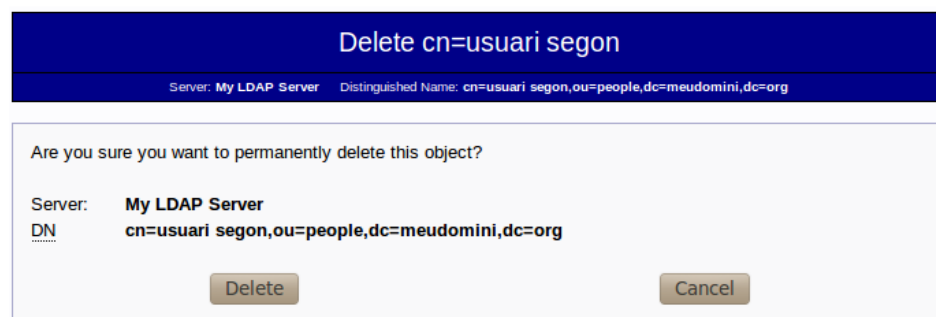 Delete cn=usuari segon
Server: My LDAP Server Distinguished Name: cn=usuari segon,ou=people,dc=meudomini,dc=org
Are you sure you want to permanently delete this object?
Server: My LDAP Server
DN cn=usuari segon,ou=people,dc=meudomini,dc=org
Delete Cancel